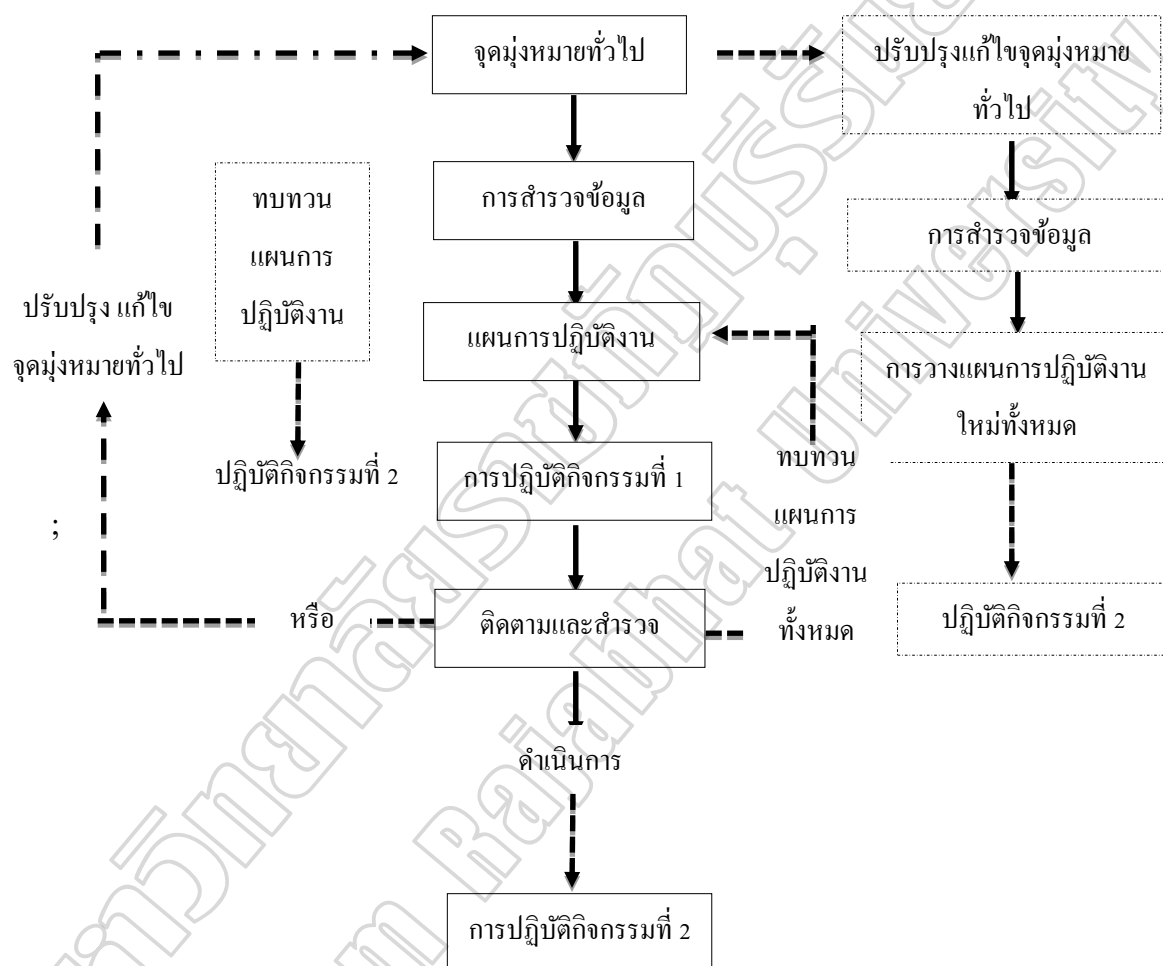 จุดมุ่งหมายทั่วไป
ปรับปรุงแก้ไขจุดมุ่งหมาย
ทั่วไป
ทบทวน
แผนการ
ปฏิบัติงาน
การสำรวจข้อมูล
การสำรวจข้อมูล
ปรับปรุง แก้ไข
จุดมุ่งหมายทั่วไป
แผนการปฏิบัติงาน
การวางแผนการปฏิบัติงาน
ใหม่ทั้งหมด
ปฏิบัติกิจกรรมที่ 2
การปฏิบัติกิจกรรมที่ 1
ทบทวน
แผนการ
ปฏิบัติงาน
ทั้งหมด
;
หรือ
ติดตามและสำรวจ
ปฏิบัติกิจกรรมที่ 2
ดำเนินการ
การปฏิบัติกิจกรรมที่ 2
Rajabhat University